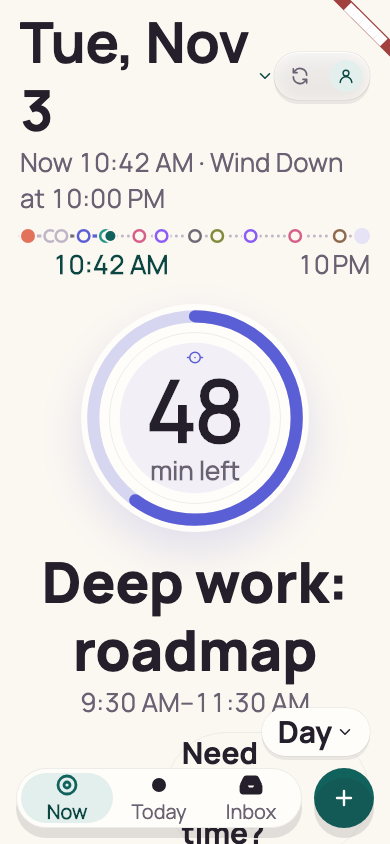 Tue, Nov
3
Now 10:42 AM · Wind Down
at 10:00 PM
10:42 AM
10 PM
48
min left
Deep work:
roadmap
9:30 AM–11:30 AM
Day
Need
time?
Now
Today
Inbox